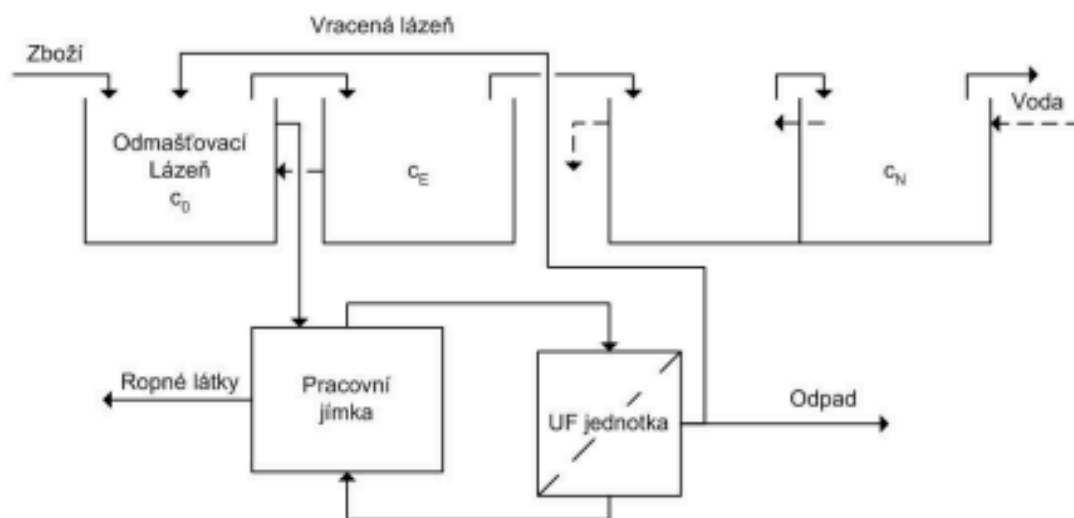 Vracená lázeň
Zboží
Voda
Odmašťovací
Lázeň
c0
cE
cN
Ropné látky
Pracovní
jímka
UF jednotka
Odpad